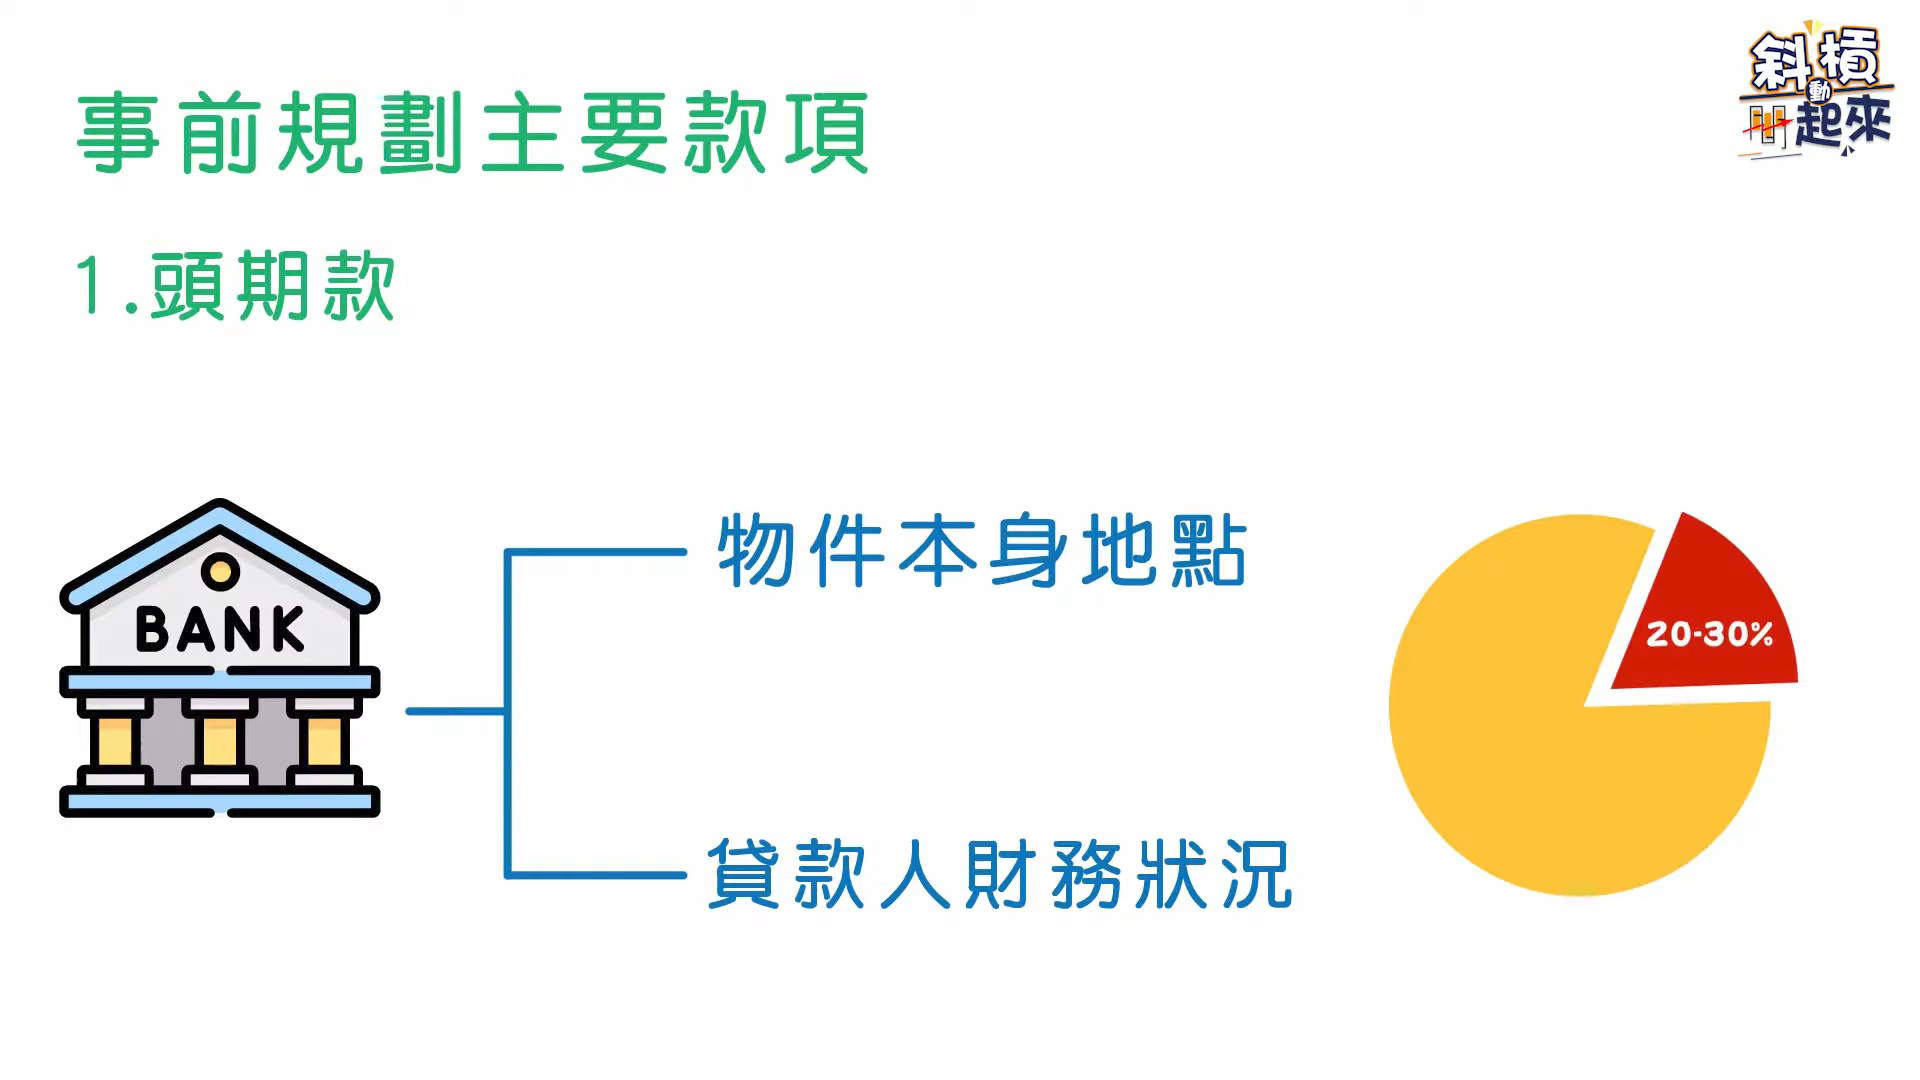 斜槓
動
起來
事前規劃主要款項
1.頭期款
物件本身地點
BANK
20-30%
貸款人財務狀況